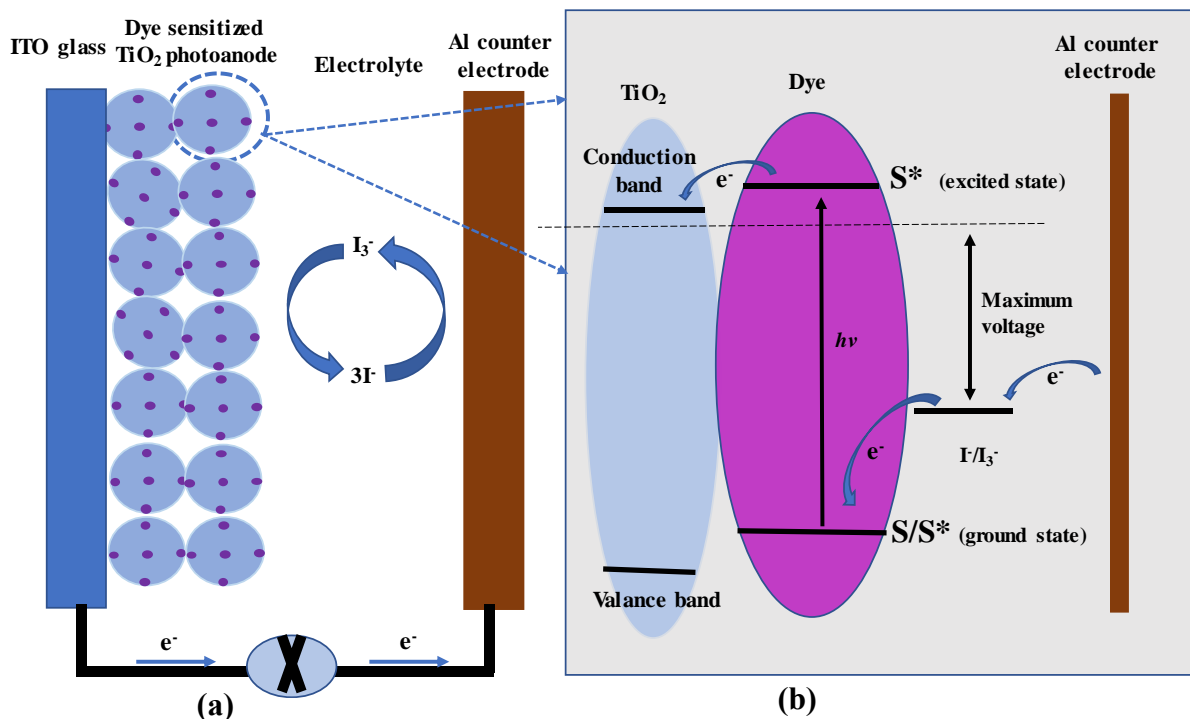 ITO glass
Dye sensitized
TiO₂ photoanode
Electrolyte
Al counter
electrode
I₃⁻
3I⁻
e⁻
e⁻
(a)
TiO₂
Dye
Al counter
electrode
Conduction
band
e⁻
S* (excited state)
Maximum
voltage
hν
e⁻
e⁻
I⁻/I₃⁻
S/S* (ground state)
Valance band
(b)